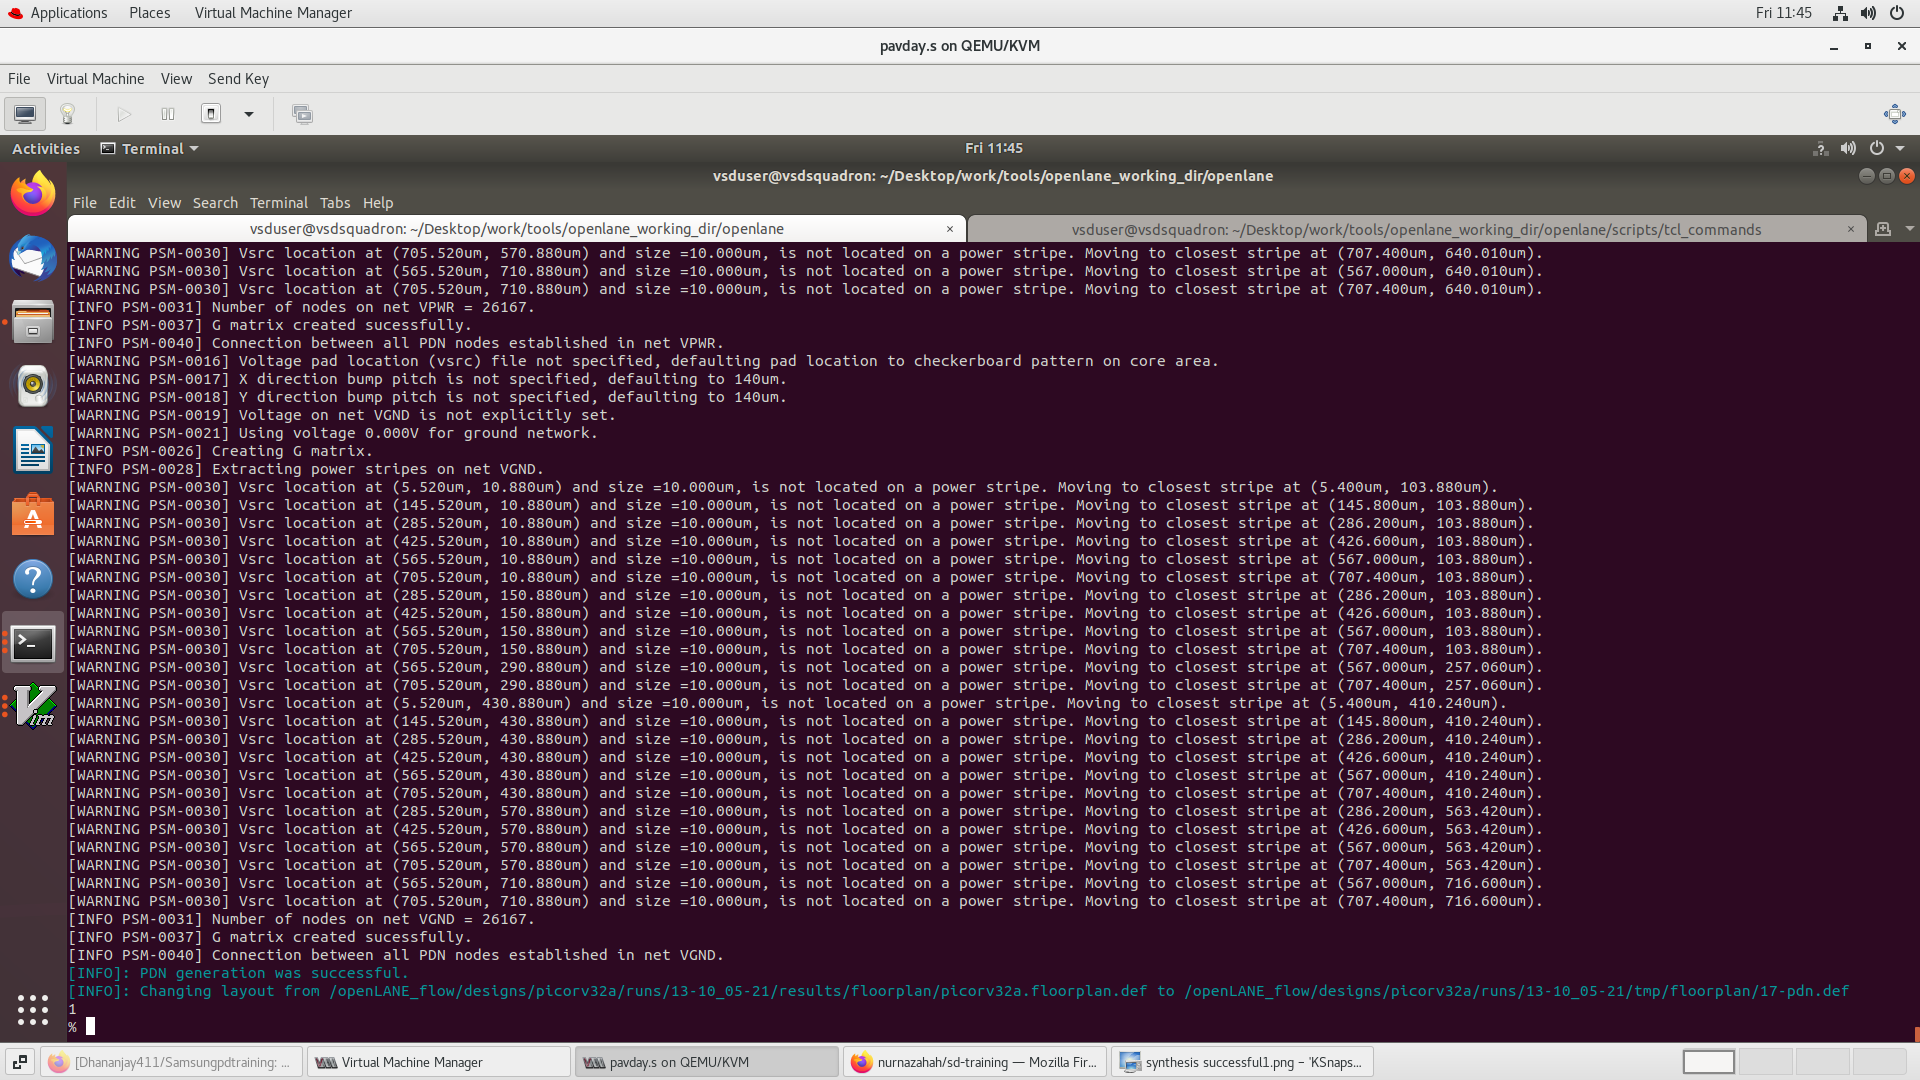 Applications Places Virtual Machine Manager Fri 11:45
pavday.s on QEMU/KVM
File Virtual Machine View Send Key
Activities Terminal Fri 11:45
vsduser@vsdsquadron: ~/Desktop/work/tools/openlane_working_dir/openlane
File Edit View Search Terminal Tabs Help
vsduser@vsdsquadron: ~/Desktop/work/tools/openlane_working_dir/openlane × vsduser@vsdsquadron: ~/Desktop/work/tools/openlane_working_dir/openlane/scripts/tcl_commands ×
[WARNING PSM-0030] Vsrc location at (705.520um, 570.880um) and size =10.000um, is not located on a power stripe. Moving to closest stripe at (707.400um, 640.010um).
[WARNING PSM-0030] Vsrc location at (565.520um, 710.880um) and size =10.000um, is not located on a power stripe. Moving to closest stripe at (567.000um, 640.010um).
[WARNING PSM-0030] Vsrc location at (705.520um, 710.880um) and size =10.000um, is not located on a power stripe. Moving to closest stripe at (707.400um, 640.010um).
[INFO PSM-0031] Number of nodes on net VPWR = 26167.
[INFO PSM-0037] G matrix created sucessfully.
[INFO PSM-0040] Connection between all PDN nodes established in net VPWR.
[WARNING PSM-0016] Voltage pad location (vsrc) file not specified, defaulting pad location to checkerboard pattern on core area.
[WARNING PSM-0017] X direction bump pitch is not specified, defaulting to 140um.
[WARNING PSM-0018] Y direction bump pitch is not specified, defaulting to 140um.
[WARNING PSM-0019] Voltage on net VGND is not explicitly set.
[WARNING PSM-0021] Using voltage 0.000V for ground network.
[INFO PSM-0026] Creating G matrix.
[INFO PSM-0028] Extracting power stripes on net VGND.
[WARNING PSM-0030] Vsrc location at (5.520um, 10.880um) and size =10.000um, is not located on a power stripe. Moving to closest stripe at (5.400um, 103.880um).
[WARNING PSM-0030] Vsrc location at (145.520um, 10.880um) and size =10.000um, is not located on a power stripe. Moving to closest stripe at (145.800um, 103.880um).
[WARNING PSM-0030] Vsrc location at (285.520um, 10.880um) and size =10.000um, is not located on a power stripe. Moving to closest stripe at (286.200um, 103.880um).
[WARNING PSM-0030] Vsrc location at (425.520um, 10.880um) and size =10.000um, is not located on a power stripe. Moving to closest stripe at (426.600um, 103.880um).
[WARNING PSM-0030] Vsrc location at (565.520um, 10.880um) and size =10.000um, is not located on a power stripe. Moving to closest stripe at (567.000um, 103.880um).
[WARNING PSM-0030] Vsrc location at (705.520um, 10.880um) and size =10.000um, is not located on a power stripe. Moving to closest stripe at (707.400um, 103.880um).
[WARNING PSM-0030] Vsrc location at (285.520um, 150.880um) and size =10.000um, is not located on a power stripe. Moving to closest stripe at (286.200um, 103.880um).
[WARNING PSM-0030] Vsrc location at (425.520um, 150.880um) and size =10.000um, is not located on a power stripe. Moving to closest stripe at (426.600um, 103.880um).
[WARNING PSM-0030] Vsrc location at (565.520um, 150.880um) and size =10.000um, is not located on a power stripe. Moving to closest stripe at (567.000um, 103.880um).
[WARNING PSM-0030] Vsrc location at (705.520um, 150.880um) and size =10.000um, is not located on a power stripe. Moving to closest stripe at (707.400um, 103.880um).
[WARNING PSM-0030] Vsrc location at (565.520um, 290.880um) and size =10.000um, is not located on a power stripe. Moving to closest stripe at (567.000um, 257.060um).
[WARNING PSM-0030] Vsrc location at (705.520um, 290.880um) and size =10.000um, is not located on a power stripe. Moving to closest stripe at (707.400um, 257.060um).
[WARNING PSM-0030] Vsrc location at (5.520um, 430.880um) and size =10.000um, is not located on a power stripe. Moving to closest stripe at (5.400um, 410.240um).
[WARNING PSM-0030] Vsrc location at (145.520um, 430.880um) and size =10.000um, is not located on a power stripe. Moving to closest stripe at (145.800um, 410.240um).
[WARNING PSM-0030] Vsrc location at (285.520um, 430.880um) and size =10.000um, is not located on a power stripe. Moving to closest stripe at (286.200um, 410.240um).
[WARNING PSM-0030] Vsrc location at (425.520um, 430.880um) and size =10.000um, is not located on a power stripe. Moving to closest stripe at (426.600um, 410.240um).
[WARNING PSM-0030] Vsrc location at (565.520um, 430.880um) and size =10.000um, is not located on a power stripe. Moving to closest stripe at (567.000um, 410.240um).
[WARNING PSM-0030] Vsrc location at (705.520um, 430.880um) and size =10.000um, is not located on a power stripe. Moving to closest stripe at (707.400um, 410.240um).
[WARNING PSM-0030] Vsrc location at (285.520um, 570.880um) and size =10.000um, is not located on a power stripe. Moving to closest stripe at (286.200um, 563.420um).
[WARNING PSM-0030] Vsrc location at (425.520um, 570.880um) and size =10.000um, is not located on a power stripe. Moving to closest stripe at (426.600um, 563.420um).
[WARNING PSM-0030] Vsrc location at (565.520um, 570.880um) and size =10.000um, is not located on a power stripe. Moving to closest stripe at (567.000um, 563.420um).
[WARNING PSM-0030] Vsrc location at (705.520um, 570.880um) and size =10.000um, is not located on a power stripe. Moving to closest stripe at (707.400um, 563.420um).
[WARNING PSM-0030] Vsrc location at (565.520um, 710.880um) and size =10.000um, is not located on a power stripe. Moving to closest stripe at (567.000um, 716.600um).
[WARNING PSM-0030] Vsrc location at (705.520um, 710.880um) and size =10.000um, is not located on a power stripe. Moving to closest stripe at (707.400um, 716.600um).
[INFO PSM-0031] Number of nodes on net VGND = 26167.
[INFO PSM-0037] G matrix created sucessfully.
[INFO PSM-0040] Connection between all PDN nodes established in net VGND.
[INFO]: PDN generation was successful.
[INFO]: Changing layout from /openLANE_flow/designs/picorv32a/runs/13-10_05-21/results/floorplan/picorv32a.floorplan.def to /openLANE_flow/designs/picorv32a/runs/13-10_05-21/tmp/floorplan/17-pdn.def
1
%
[Dhananjay411/Samsungpdtraining: ... Virtual Machine Manager pavday.s on QEMU/KVM nurnazahah/sd-training — Mozilla Fir... synthesis successful1.png – 'KSnaps...